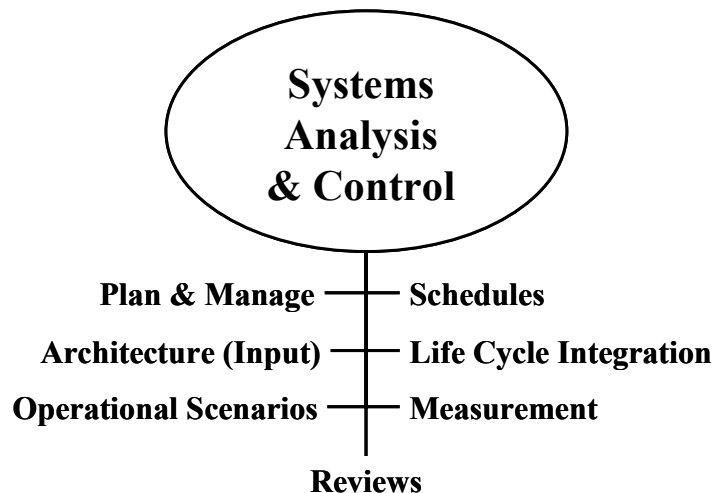 Systems
Analysis
& Control
Plan & Manage
Schedules
Architecture (Input)
Life Cycle Integration
Operational Scenarios
Measurement
Reviews